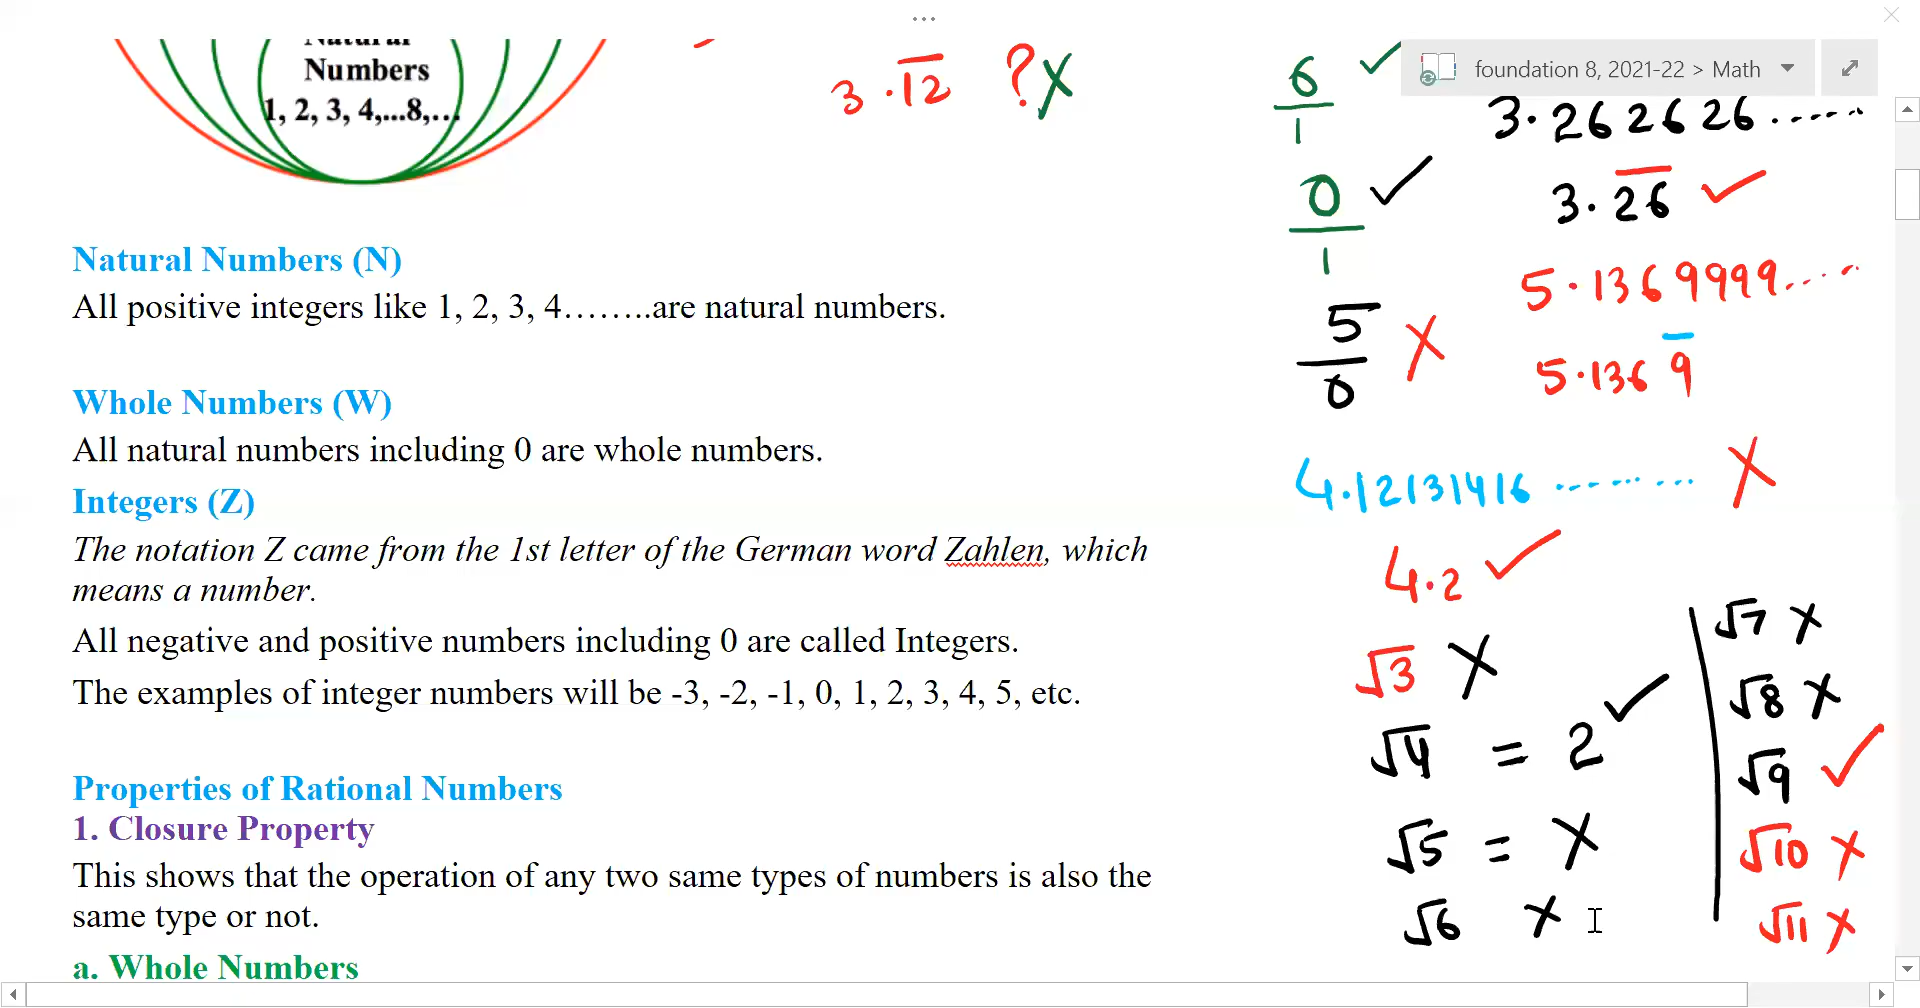 Natural
Numbers
1, 2, 3, 4,...8,...
3.1̅2̅ ? X
6/1 ✓
foundation 8, 2021-22 > Math
3.262626.....
0/1 ✓
3.2̅6̅ ✓
Natural Numbers (N)
All positive integers like 1, 2, 3, 4……..are natural numbers.
5.1369999.....
5/0 X
5.1369̅
Whole Numbers (W)
All natural numbers including 0 are whole numbers.
4.12131416 ......... X
Integers (Z)
The notation Z came from the 1st letter of the German word Zahlen, which
means a number.
4.2 ✓
All negative and positive numbers including 0 are called Integers.
The examples of integer numbers will be -3, -2, -1, 0, 1, 2, 3, 4, 5, etc.
√3 X
√4 = 2 ✓
√5 = X
√6 X
√7 X
√8 X
√9 ✓
√10 X
√11 X
Properties of Rational Numbers
1. Closure Property
This shows that the operation of any two same types of numbers is also the
same type or not.
a. Whole Numbers